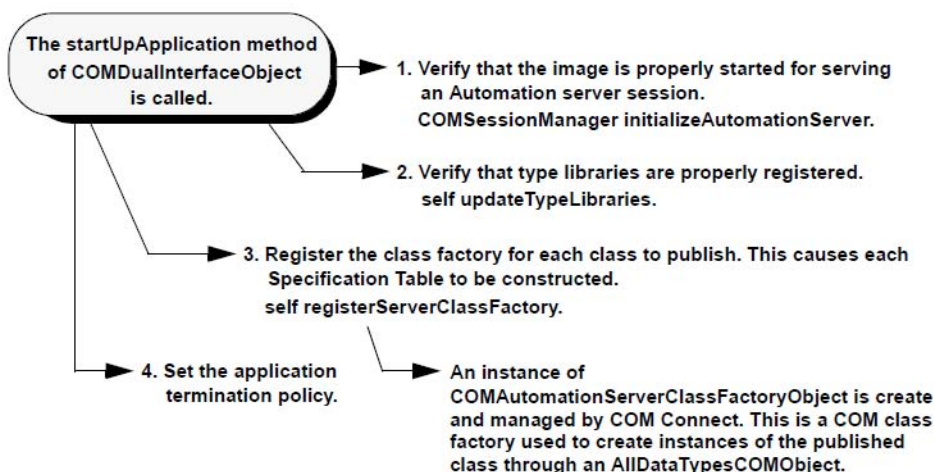 The startUpApplication method
of COMDualInterfaceObject
is called.
1. Verify that the image is properly started for serving
an Automation server session.
COMSessionManager initializeAutomationServer.
2. Verify that type libraries are properly registered.
self updateTypeLibraries.
3. Register the class factory for each class to publish. This causes each
Specification Table to be constructed.
self registerServerClassFactory.
4. Set the application
termination policy.
An instance of
COMAutomationServerClassFactoryObject is create
and managed by COM Connect. This is a COM class
factory used to create instances of the published
class through an AllDataTypesCOMObject.